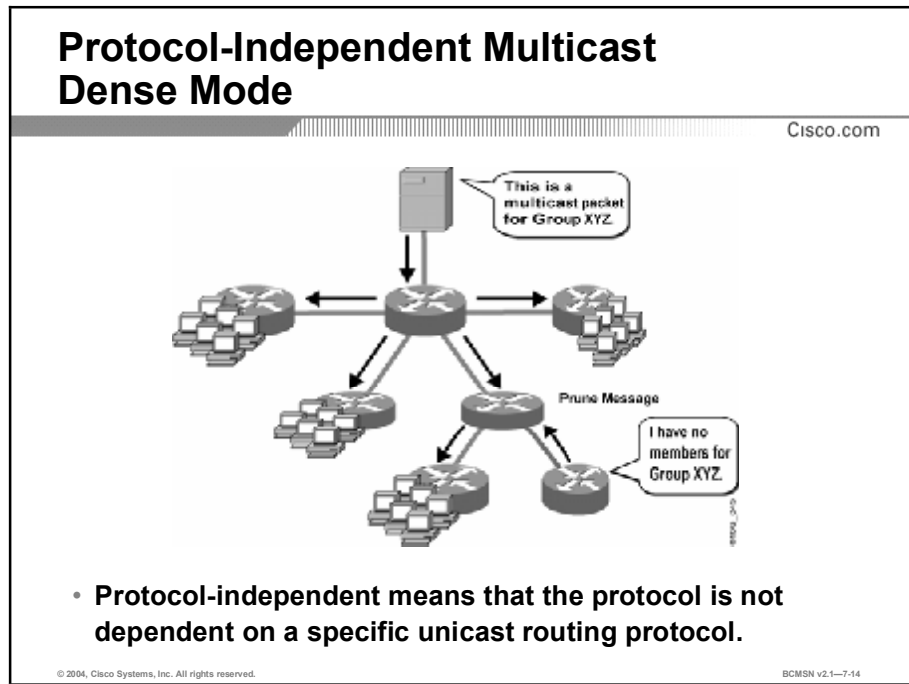 Protocol-Independent Multicast
Dense Mode
Cisco.com
This is a
multicast packet
for Group XYZ.
Prune Message
I have no
members for
Group XYZ.
• Protocol-independent means that the protocol is not
dependent on a specific unicast routing protocol.
© 2004, Cisco Systems, Inc. All rights reserved.
BCMSN v2.1—7-14